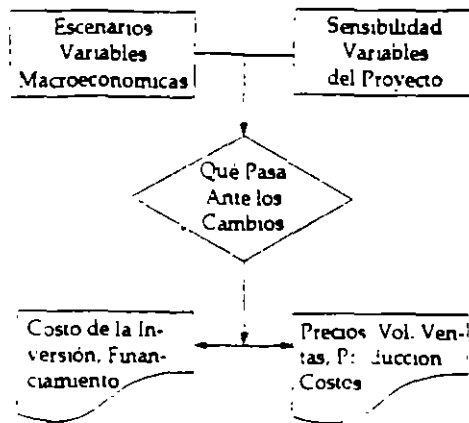 Escenarios
Variables
Macroeconomicas
Sensibilidad
Variables
del Proyecto
Qué Pasa
Ante los
Cambios
Costo de la In-
versión, Finan-
ciamiento
Precios, Vol. Ven-
tas,
Costos